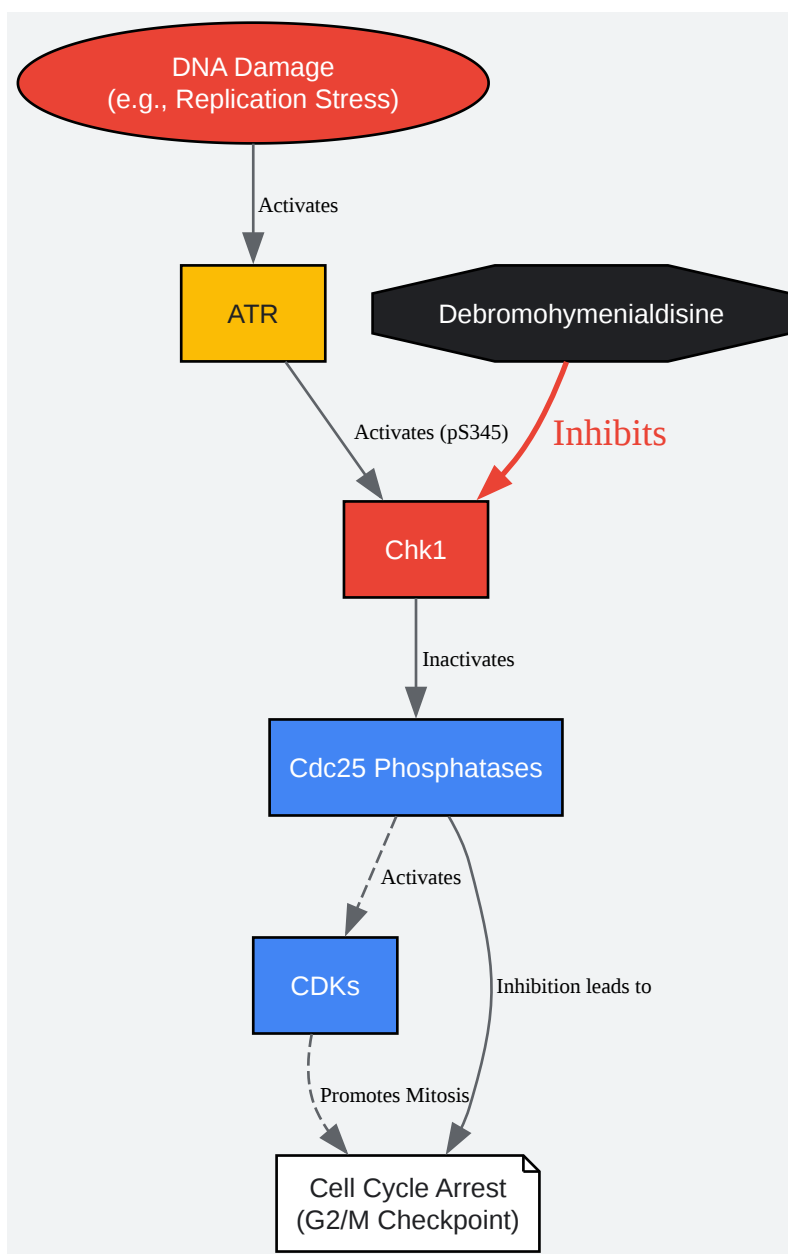 DNA Damage
(e.g., Replication Stress)
Activates
ATR
Debromohymenialdisine
Activates (pS345)
Inhibits
Chk1
Inactivates
Cdc25 Phosphatases
Activates
CDKs
Inhibition leads to
Promotes Mitosis
Cell Cycle Arrest
(G2/M Checkpoint)